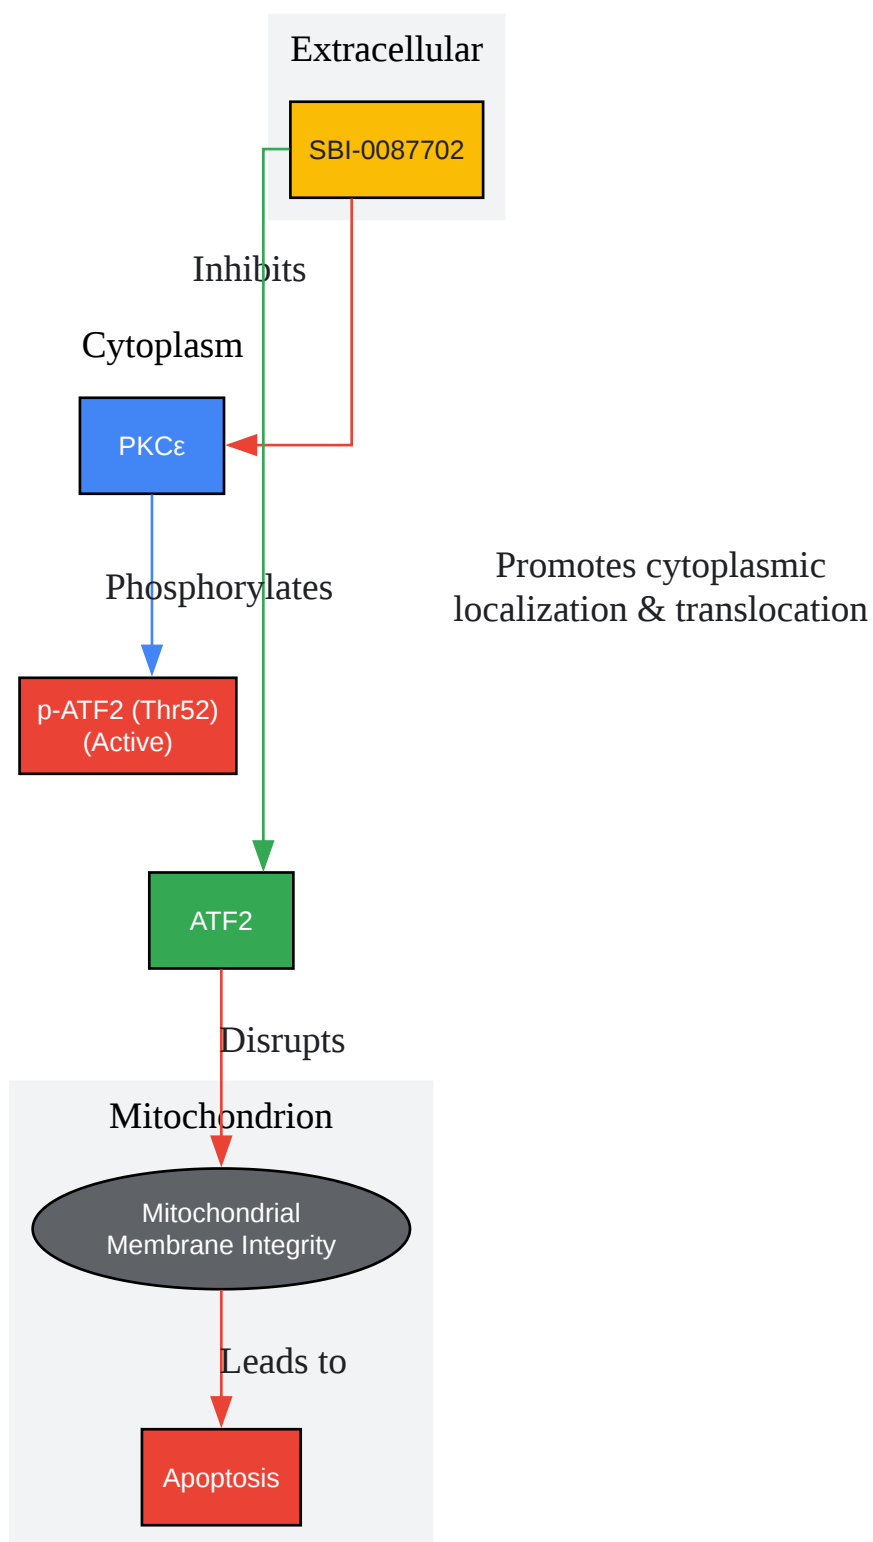 Extracellular
SBI-0087702
Inhibits
Cytoplasm
PKCε
Promotes cytoplasmic
localization & translocation
Phosphorylates
p-ATF2 (Thr52)
(Active)
ATF2
Disrupts
Mitochondrion
Mitochondrial
Membrane Integrity
Leads to
Apoptosis